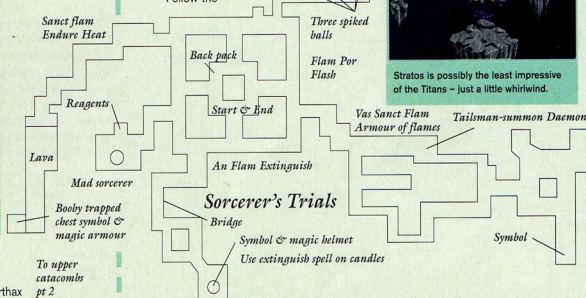 Follow the
Sanct flam
Endure Heat
Three spiked
balls
Back pack
Flam Por
Flash
Stratos is possibly the least impressive
of the Titans – just a little whirlwind.
Reagents
Start & End
Vas Sanct Flam
Armour of flames
Tailsman-summon Daemon
Lava
An Flam Extinguish
Mad sorcerer
Sorcerer's Trials
Booby trapped
chest symbol &
magic armour
Bridge
Symbol & magic helmet
Use extinguish spell on candles
Symbol
To upper
catacombs
pt 2
rthax